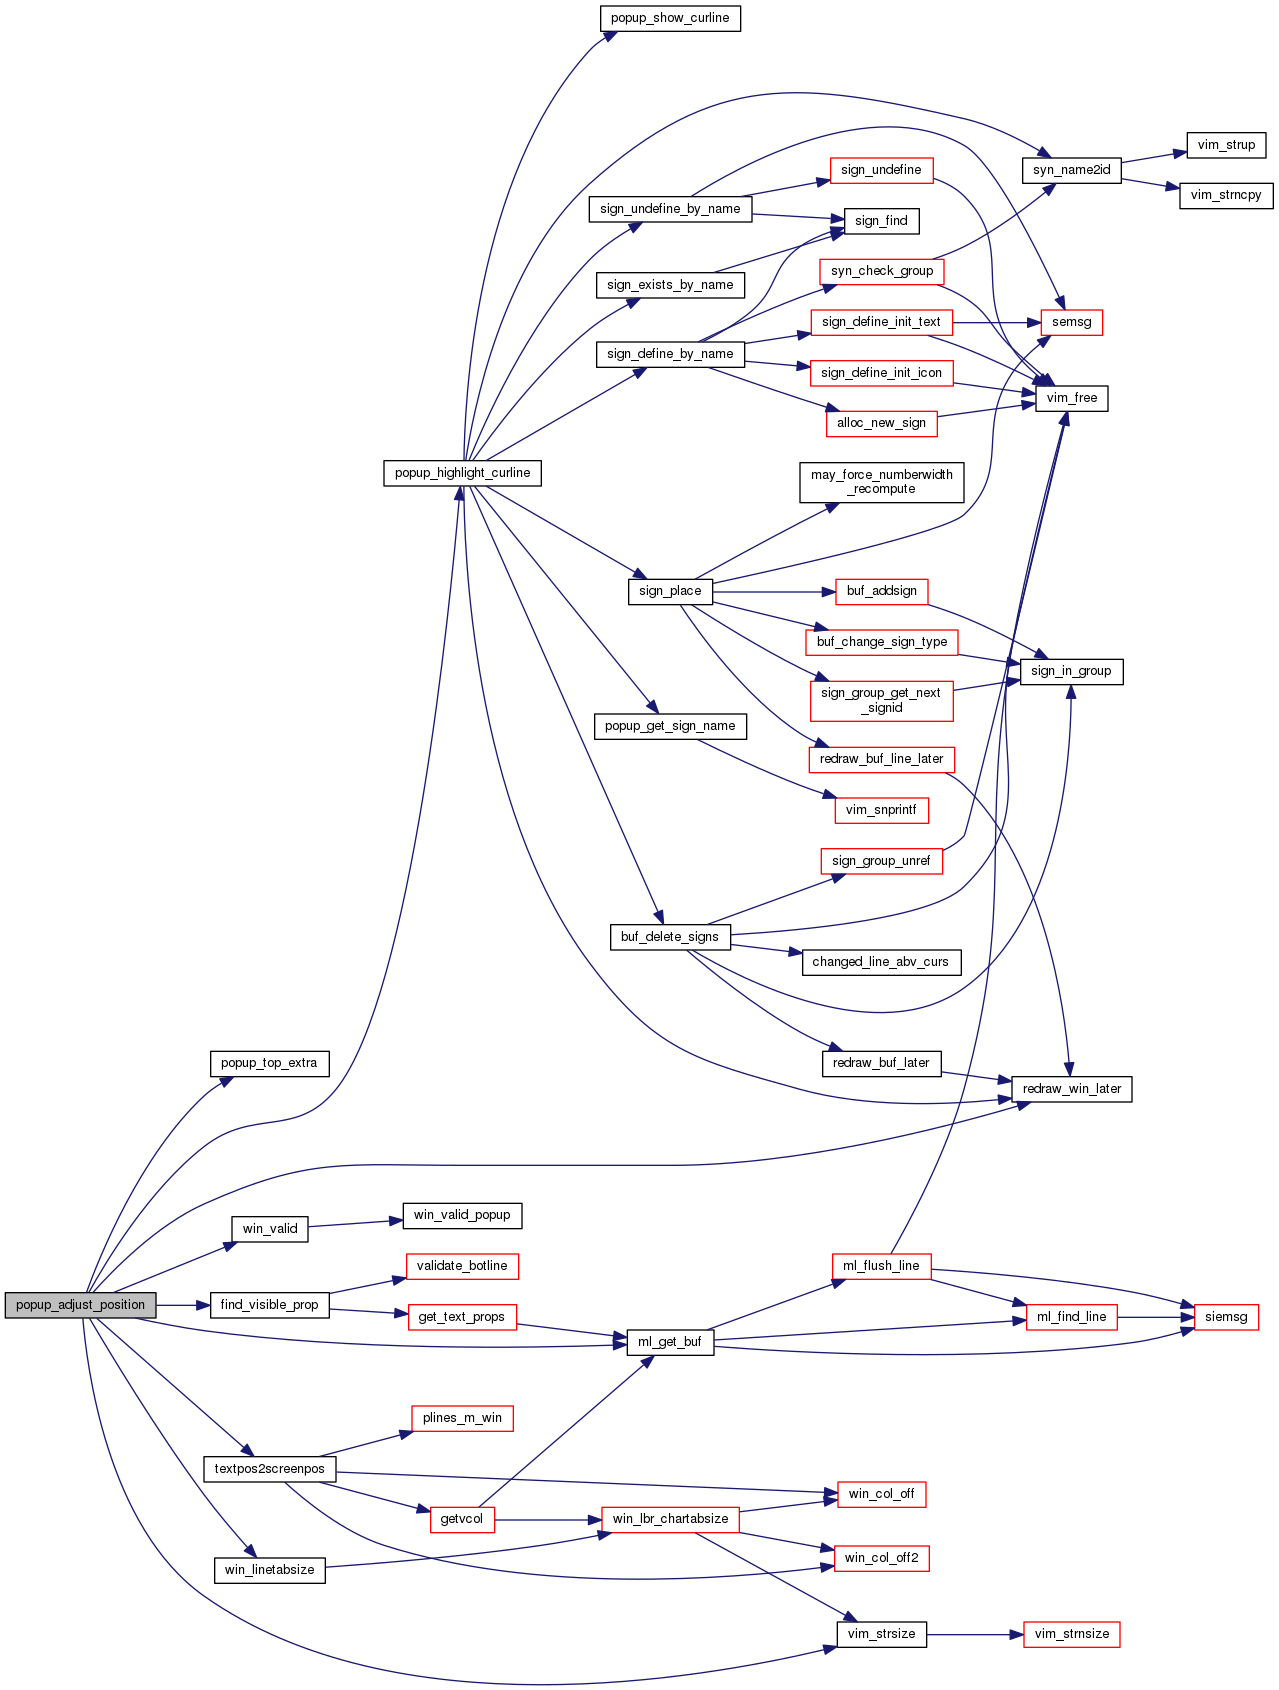 popup_show_curline
vim_strup
syn_name2id
sign_undefine
vim_strncpy
sign_undefine_by_name
sign_find
syn_check_group
sign_exists_by_name
sign_define_init_text
semsg
sign_define_by_name
sign_define_init_icon
vim_free
alloc_new_sign
popup_highlight_curline
may_force_numberwidth
_recompute
sign_place
buf_addsign
buf_change_sign_type
sign_in_group
sign_group_get_next
_signid
popup_get_sign_name
redraw_buf_line_later
vim_snprintf
sign_group_unref
buf_delete_signs
changed_line_abv_curs
popup_top_extra
redraw_buf_later
redraw_win_later
win_valid
win_valid_popup
validate_botline
ml_flush_line
popup_adjust_position
find_visible_prop
get_text_props
ml_find_line
siemsg
ml_get_buf
plines_m_win
textpos2screenpos
win_col_off
getvcol
win_lbr_chartabsize
win_col_off2
win_linetabsize
vim_strsize
vim_strnsize